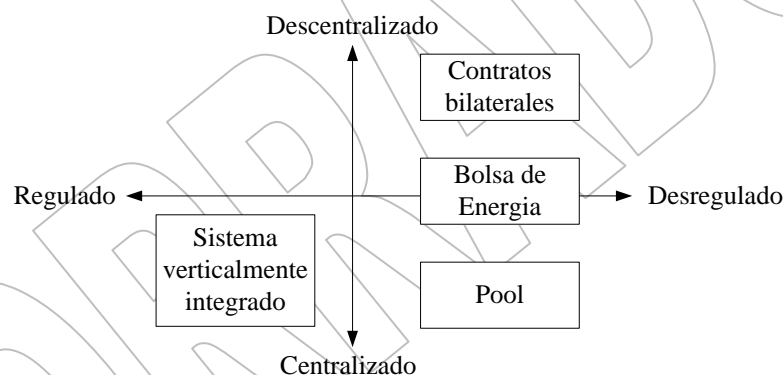 Descentralizado
Contratos
bilaterales
Regulado
Bolsa de
Energia
Desregulado
Sistema
verticalmente
integrado
Pool
Centralizado